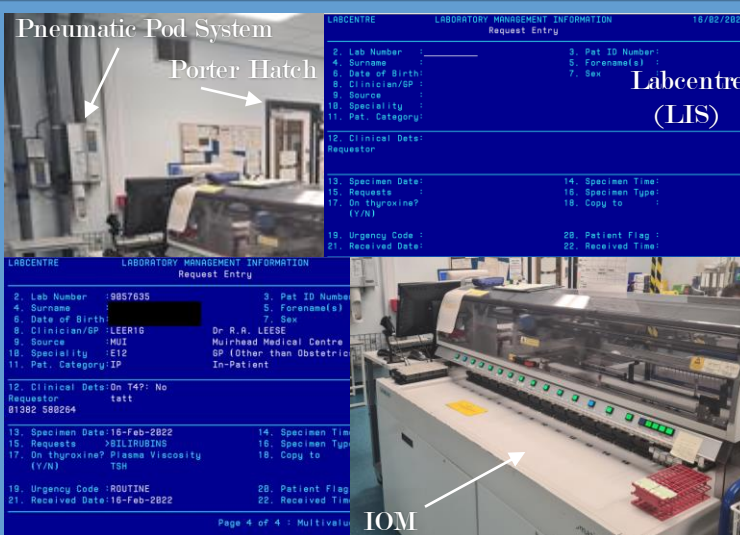 Pneumatic Pod System
Porter Hatch
LABCENTRE LABORATORY MANAGEMENT INFORMATION 16/02/202
Request Entry
2. Lab Number : 3. Pat ID Number:
4. Surname : 5. Forename(s) :
6. Date of Birth: 7. Sex
8. Clinician/GP :
9. Source :
10. Speciality :
11. Pat. Category:
Labcentre
(LIS)
12. Clinical Dets:
Requestor
13. Specimen Date: 14. Specimen Time:
15. Requests : 16. Specimen Type:
17. On thyroxine? 18. Copy to :
(Y/N)
19. Urgency Code : 20. Patient Flag :
21. Received Date: 22. Received Time:
LABCENTRE LABORATORY MANAGEMENT INFORMATION
Request Entry
2. Lab Number :9857635 3. Pat ID Number
4. Surname 5. Forename(s)
6. Date of Birth: 7. Sex
8. Clinician/GP :LEER1G Dr R.A. LEESE
9. Source :MUI Muirhead Medical Centre
10. Speciality :E12 GP (Other than Obstetric
11. Pat. Category:IP In-Patient
12. Clinical Dets:On T4?: No
Requestor tatt
01382 580264
13. Specimen Date:16-Feb-2022 14. Specimen Time
15. Requests >BILIRUBINS 16. Specimen Type
17. On thyroxine? Plasma Viscosity 18. Copy to
(Y/N) TSH
19. Urgency Code :ROUTINE 20. Patient Flag
21. Received Date:16-Feb-2022 22. Received Time
Page 4 of 4 : Multivalu
IOM